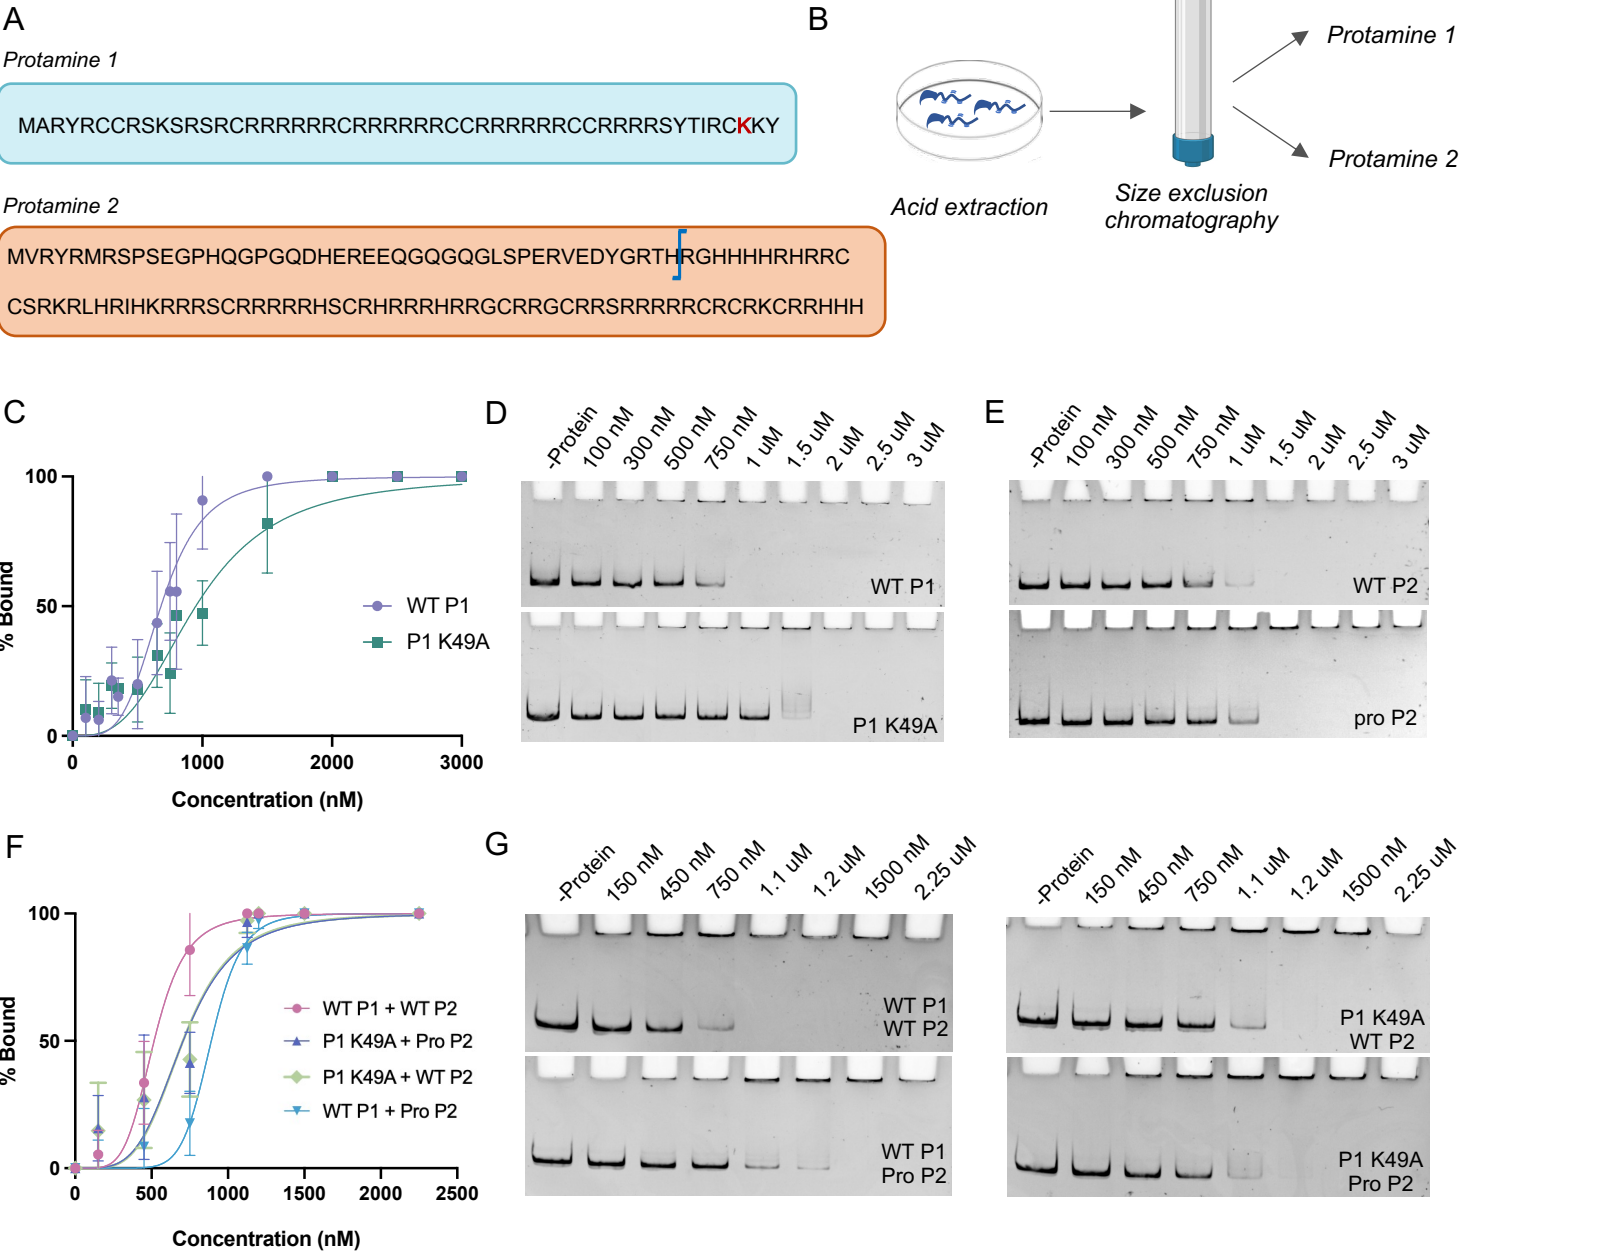 A
Protamine 1
MARYRCCRSKSRSRCRRRRRRCRRRRRRCCRRRRRRCCRRRRSYTIRCKKY
Protamine 2
MVRYRMRSPSEGPHQGPGQDHEREEQGQGQGLSPERVEDYGRTHRGHHHHRHRRC
CSRKRLHRIHKRRRSCRRRRRHSCRHRRRHRRGCRRGCRRSRRRRRCRCRKCRRHHH
B
Protamine 1
Protamine 2
Acid extraction
Size exclusion
chromatography
C
% Bound
100
50
0
0 1000 2000 3000
Concentration (nM)
WT P1
P1 K49A
D
-Protein 100 nM 300 nM 500 nM 750 nM 1 uM 1.5 uM 2 uM 2.5 uM 3 uM
WT P1
P1 K49A
E
-Protein 100 nM 300 nM 500 nM 750 nM 1 uM 1.5 uM 2 uM 2.5 uM 3 uM
WT P2
pro P2
F
% Bound
100
50
0
0 500 1000 1500 2000 2500
Concentration (nM)
WT P1 + WT P2
P1 K49A + Pro P2
P1 K49A + WT P2
WT P1 + Pro P2
G
-Protein 150 nM 450 nM 750 nM 1.1 uM 1.2 uM 1500 nM 2.25 uM
WT P1
WT P2
WT P1
Pro P2
-Protein 150 nM 450 nM 750 nM 1.1 uM 1.2 uM 1500 nM 2.25 uM
P1 K49A
WT P2
P1 K49A
Pro P2